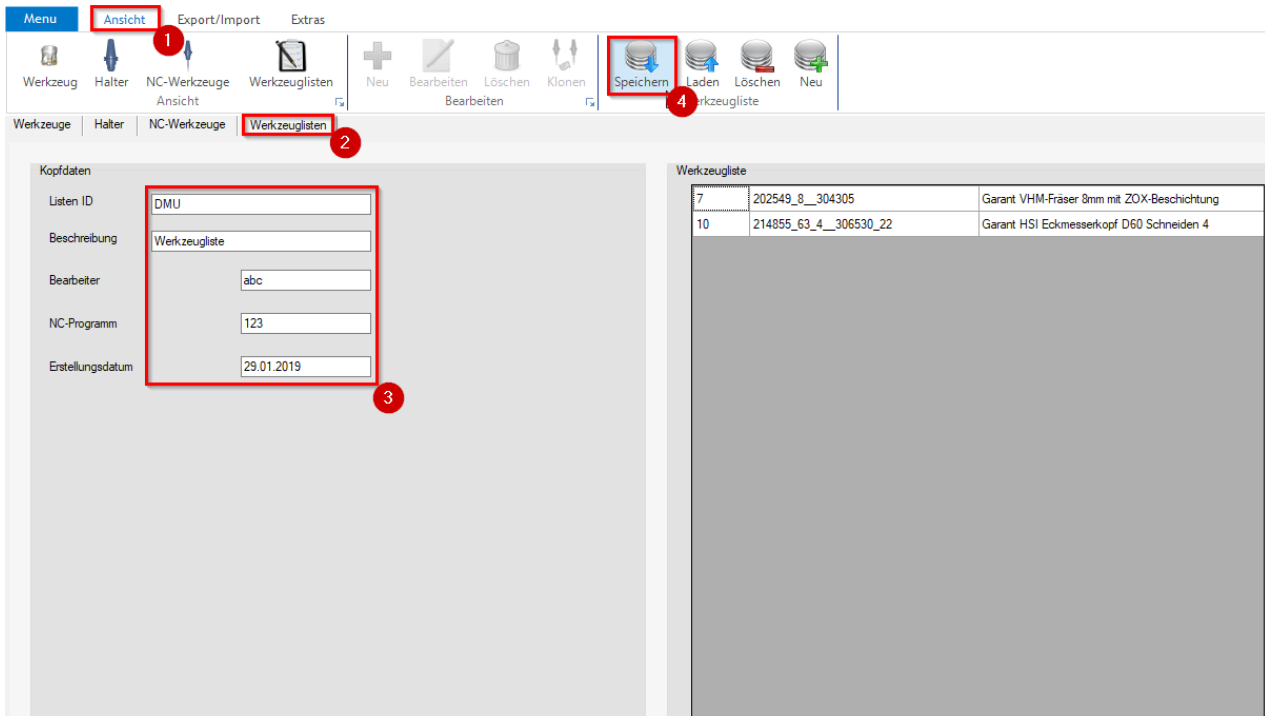 Menu Ansicht Export/Import Extras
1
Werkzeug Halter NC-Werkzeuge Werkzeuglisten Neu Bearbeiten Löschen Klonen Speichern Laden Löschen Neu
Ansicht Bearbeiten 4 erkzeugliste
Werkzeuge Halter NC-Werkzeuge Werkzeuglisten
2
Kopfdaten Werkzeugliste
Listen ID DMU 7 202549_8__304305 Garant VHM-Fräser 8mm mit ZOX-Beschichtung
Beschreibung Werkzeugliste 10 214855_63_4__306530_22 Garant HSI Eckmesserkopf D60 Schneiden 4
Bearbeiter abc
NC-Programm 123
Erstellungsdatum 29.01.2019
3